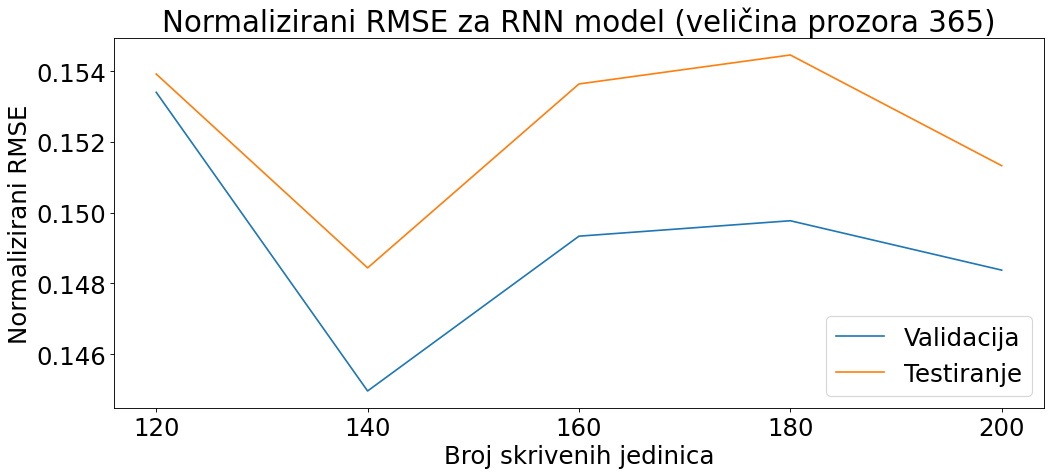 Normalizirani RMSE za RNN model (veličina prozora 365)
Normalizirani RMSE
0.154
0.152
0.150
0.148
0.146
120 140 160 180 200
Broj skrivenih jedinica
Validacija
Testiranje